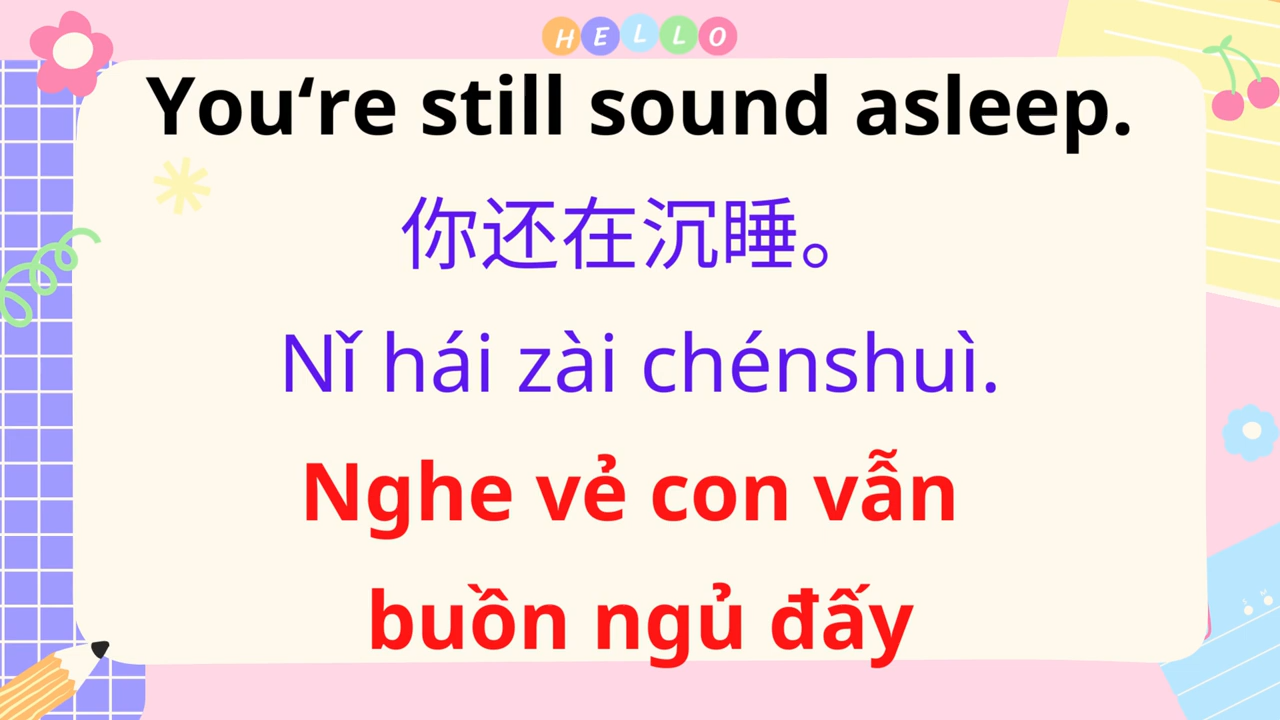 HELLO
You‘re still sound asleep.
你还在沉睡。
Nǐ hái zài chénshuì.
Nghe vẻ con vẫn
buồn ngủ đấy